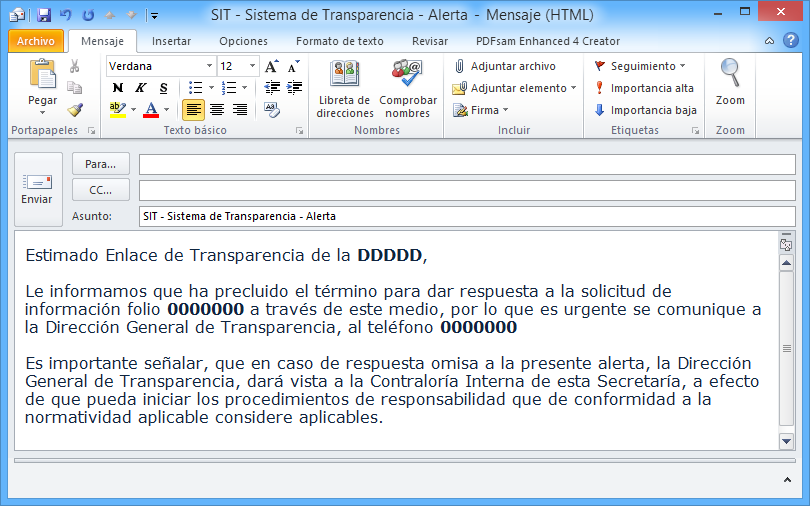 SIT - Sistema de Transparencia - Alerta - Mensaje (HTML)
Archivo Mensaje Insertar Opciones Formato de texto Revisar PDFsam Enhanced 4 Creator
Pegar
Portapapeles
Verdana 12
N K S
Texto básico
Libreta de direcciones
Comprobar nombres
Nombres
Adjuntar archivo
Adjuntar elemento
Firma
Incluir
Seguimiento
Importancia alta
Importancia baja
Etiquetas
Zoom
Zoom
Enviar
Para...
CC...
Asunto: SIT - Sistema de Transparencia - Alerta
Estimado Enlace de Transparencia de la DDDDD,
Le informamos que ha precluido el término para dar respuesta a la solicitud de
información folio 0000000 a través de este medio, por lo que es urgente se comunique a
la Dirección General de Transparencia, al teléfono 0000000
Es importante señalar, que en caso de respuesta omisa a la presente alerta, la Dirección
General de Transparencia, dará vista a la Contraloría Interna de esta Secretaría, a efecto
de que pueda iniciar los procedimientos de responsabilidad que de conformidad a la
normatividad aplicable considere aplicables.